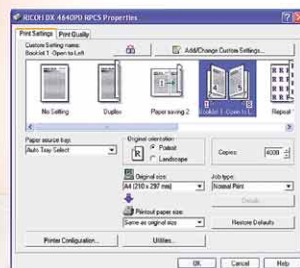 RICOH DX 4640PD RPCS Properties
Print Settings Print Quality
Custom Setting name:
Booklet 1 :Open to Left
Add/Change Custom Settings...
No Setting
Duplex
Paper saving 2
Booklet 1 :Open to L...
Repeat
Paper source tray:
Auto Tray Select
Original orientation:
R
Portrait
Landscape
Copies:
4000
Original size:
A4 (210 x 297 mm)
Job type:
Normal Print
Details...
Printout paper size:
Same as original size
Restore Defaults
Printer Configuration...
Utilities...
OK
Cancel
Help